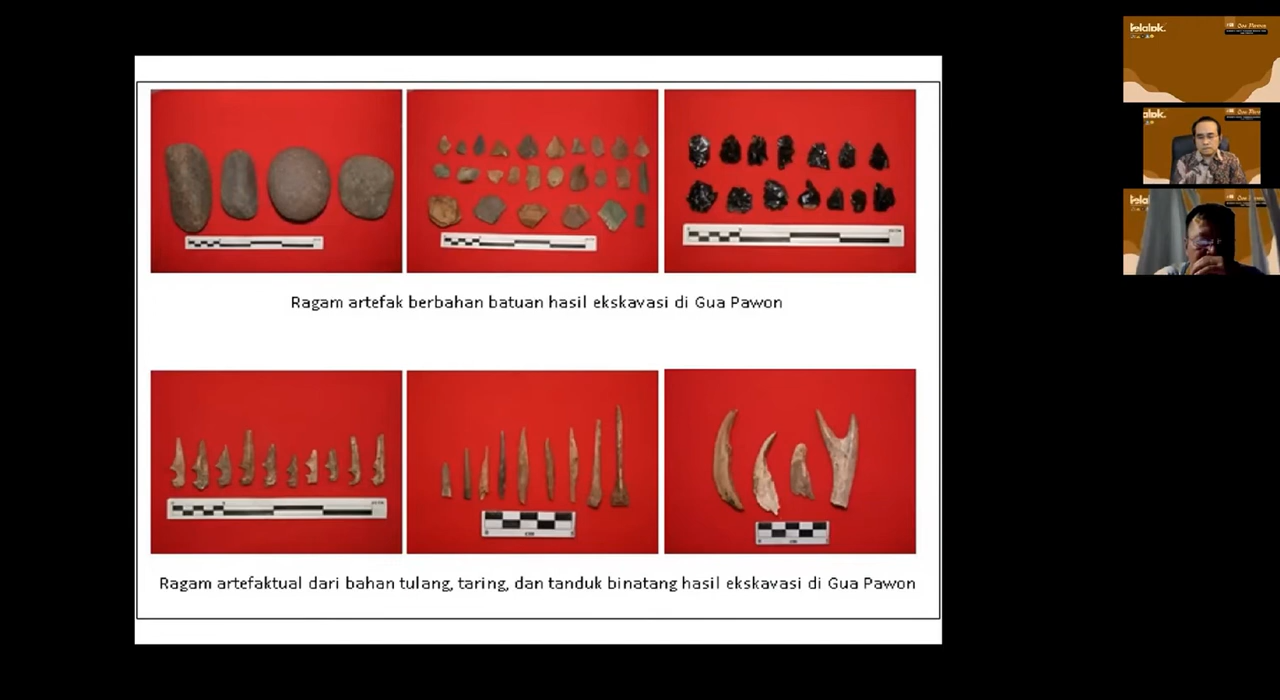 Ragam artefak berbahan batuan hasil ekskavasi di Gua Pawon
Ragam artefaktual dari bahan tulang, taring, dan tanduk binatang hasil ekskavasi di Gua Pawon